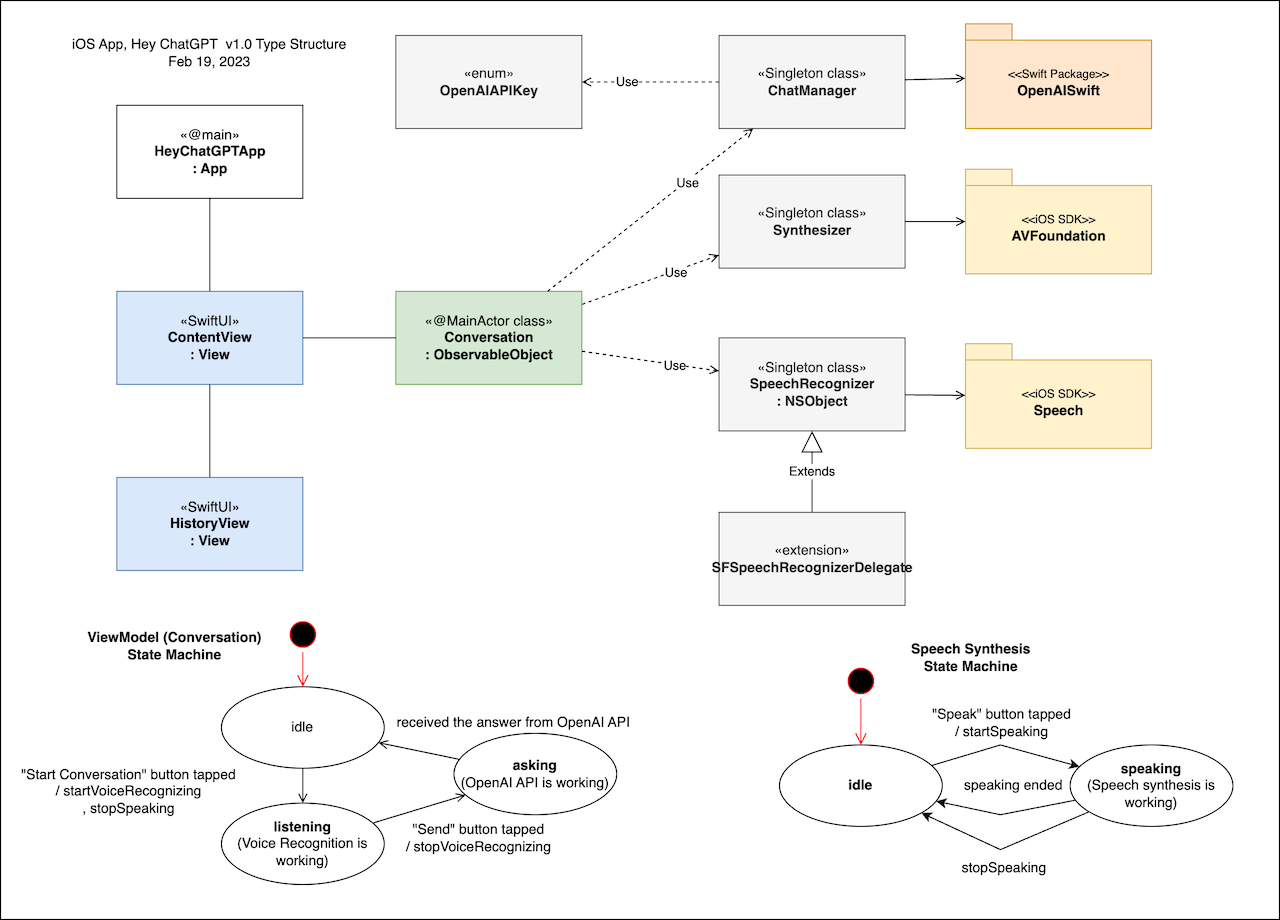 iOS App, Hey ChatGPT  v1.0 Type Structure
Feb 19, 2023
«@main»
HeyChatGPTApp
: App
«enum»
OpenAIAPIKey
Use
«Singleton class»
ChatManager
<<Swift Package>>
OpenAISwift
Use
«Singleton class»
Synthesizer
<<iOS SDK>>
AVFoundation
Use
«SwiftUI»
ContentView
: View
«@MainActor class»
Conversation
: ObservableObject
Use
«Singleton class»
SpeechRecognizer
: NSObject
<<iOS SDK>>
Speech
Extends
«SwiftUI»
HistoryView
: View
«extension»
SFSpeechRecognizerDelegate
ViewModel (Conversation)
State Machine
idle
received the answer from OpenAI API
asking
(OpenAI API is working)
"Start Conversation" button tapped
/ startVoiceRecognizing
, stopSpeaking
listening
(Voice Recognition is
working)
"Send" button tapped
/ stopVoiceRecognizing
Speech Synthesis
State Machine
"Speak" button tapped
/ startSpeaking
idle
speaking ended
speaking
(Speech synthesis is
working)
stopSpeaking